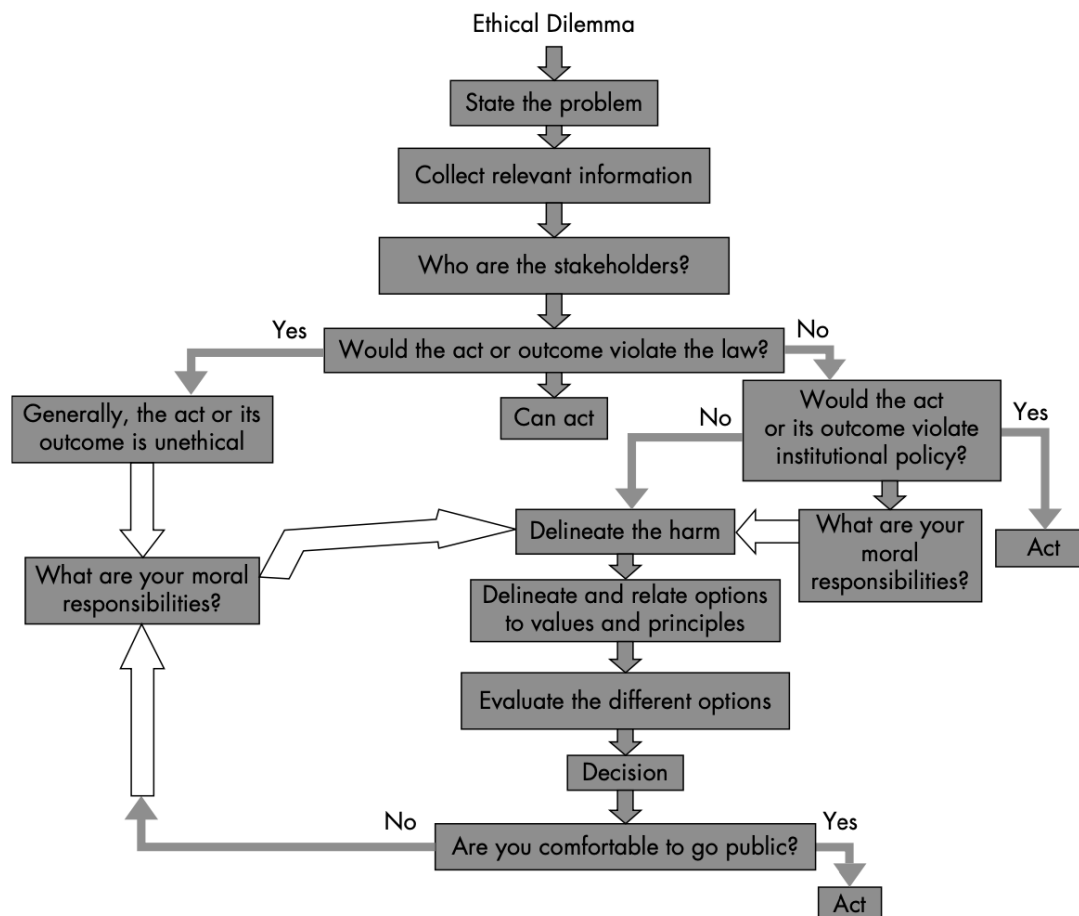 Ethical Dilemma
State the problem
Collect relevant information
Who are the stakeholders?
Yes
No
Would the act or outcome violate the law?
Generally, the act or its
outcome is unethical
Can act
No
Would the act
or its outcome violate
institutional policy?
Yes
Delineate the harm
What are your
moral
responsibilities?
Act
What are your moral
responsibilities?
Delineate and relate options
to values and principles
Evaluate the different options
Decision
No
Are you comfortable to go public?
Yes
Act